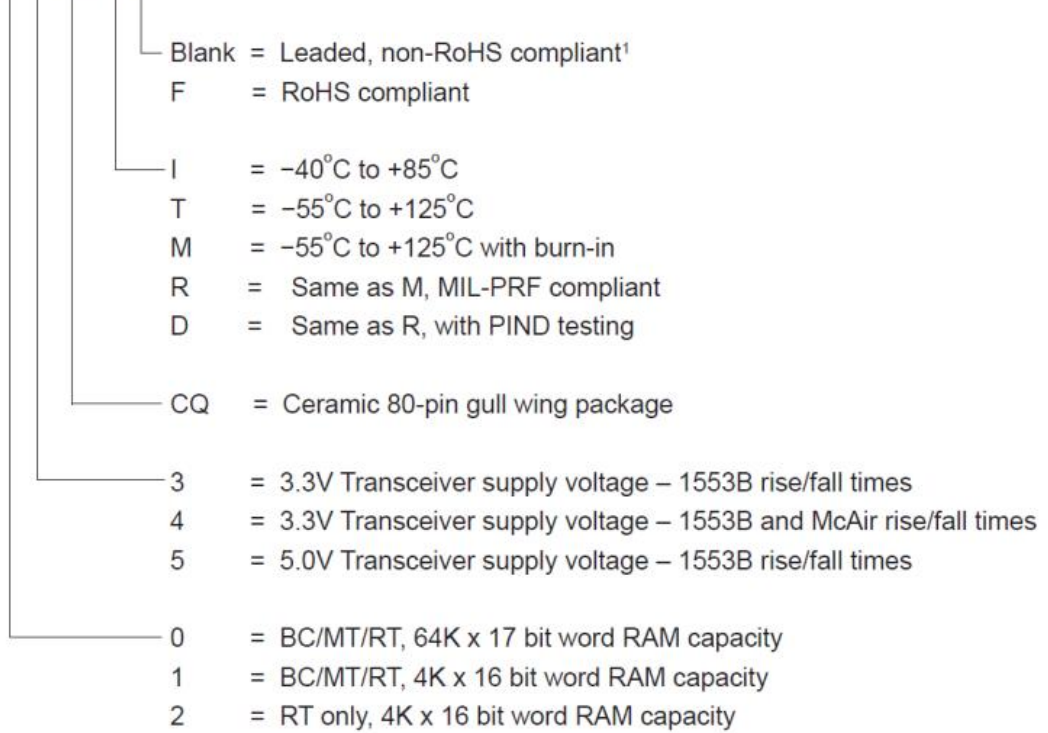 Blank = Leaded, non-RoHS compliant¹
F = RoHS compliant
I = −40°C to +85°C
T = −55°C to +125°C
M = −55°C to +125°C with burn-in
R = Same as M, MIL-PRF compliant
D = Same as R, with PIND testing
CQ = Ceramic 80-pin gull wing package
3 = 3.3V Transceiver supply voltage – 1553B rise/fall times
4 = 3.3V Transceiver supply voltage – 1553B and McAir rise/fall times
5 = 5.0V Transceiver supply voltage – 1553B rise/fall times
0 = BC/MT/RT, 64K x 17 bit word RAM capacity
1 = BC/MT/RT, 4K x 16 bit word RAM capacity
2 = RT only, 4K x 16 bit word RAM capacity